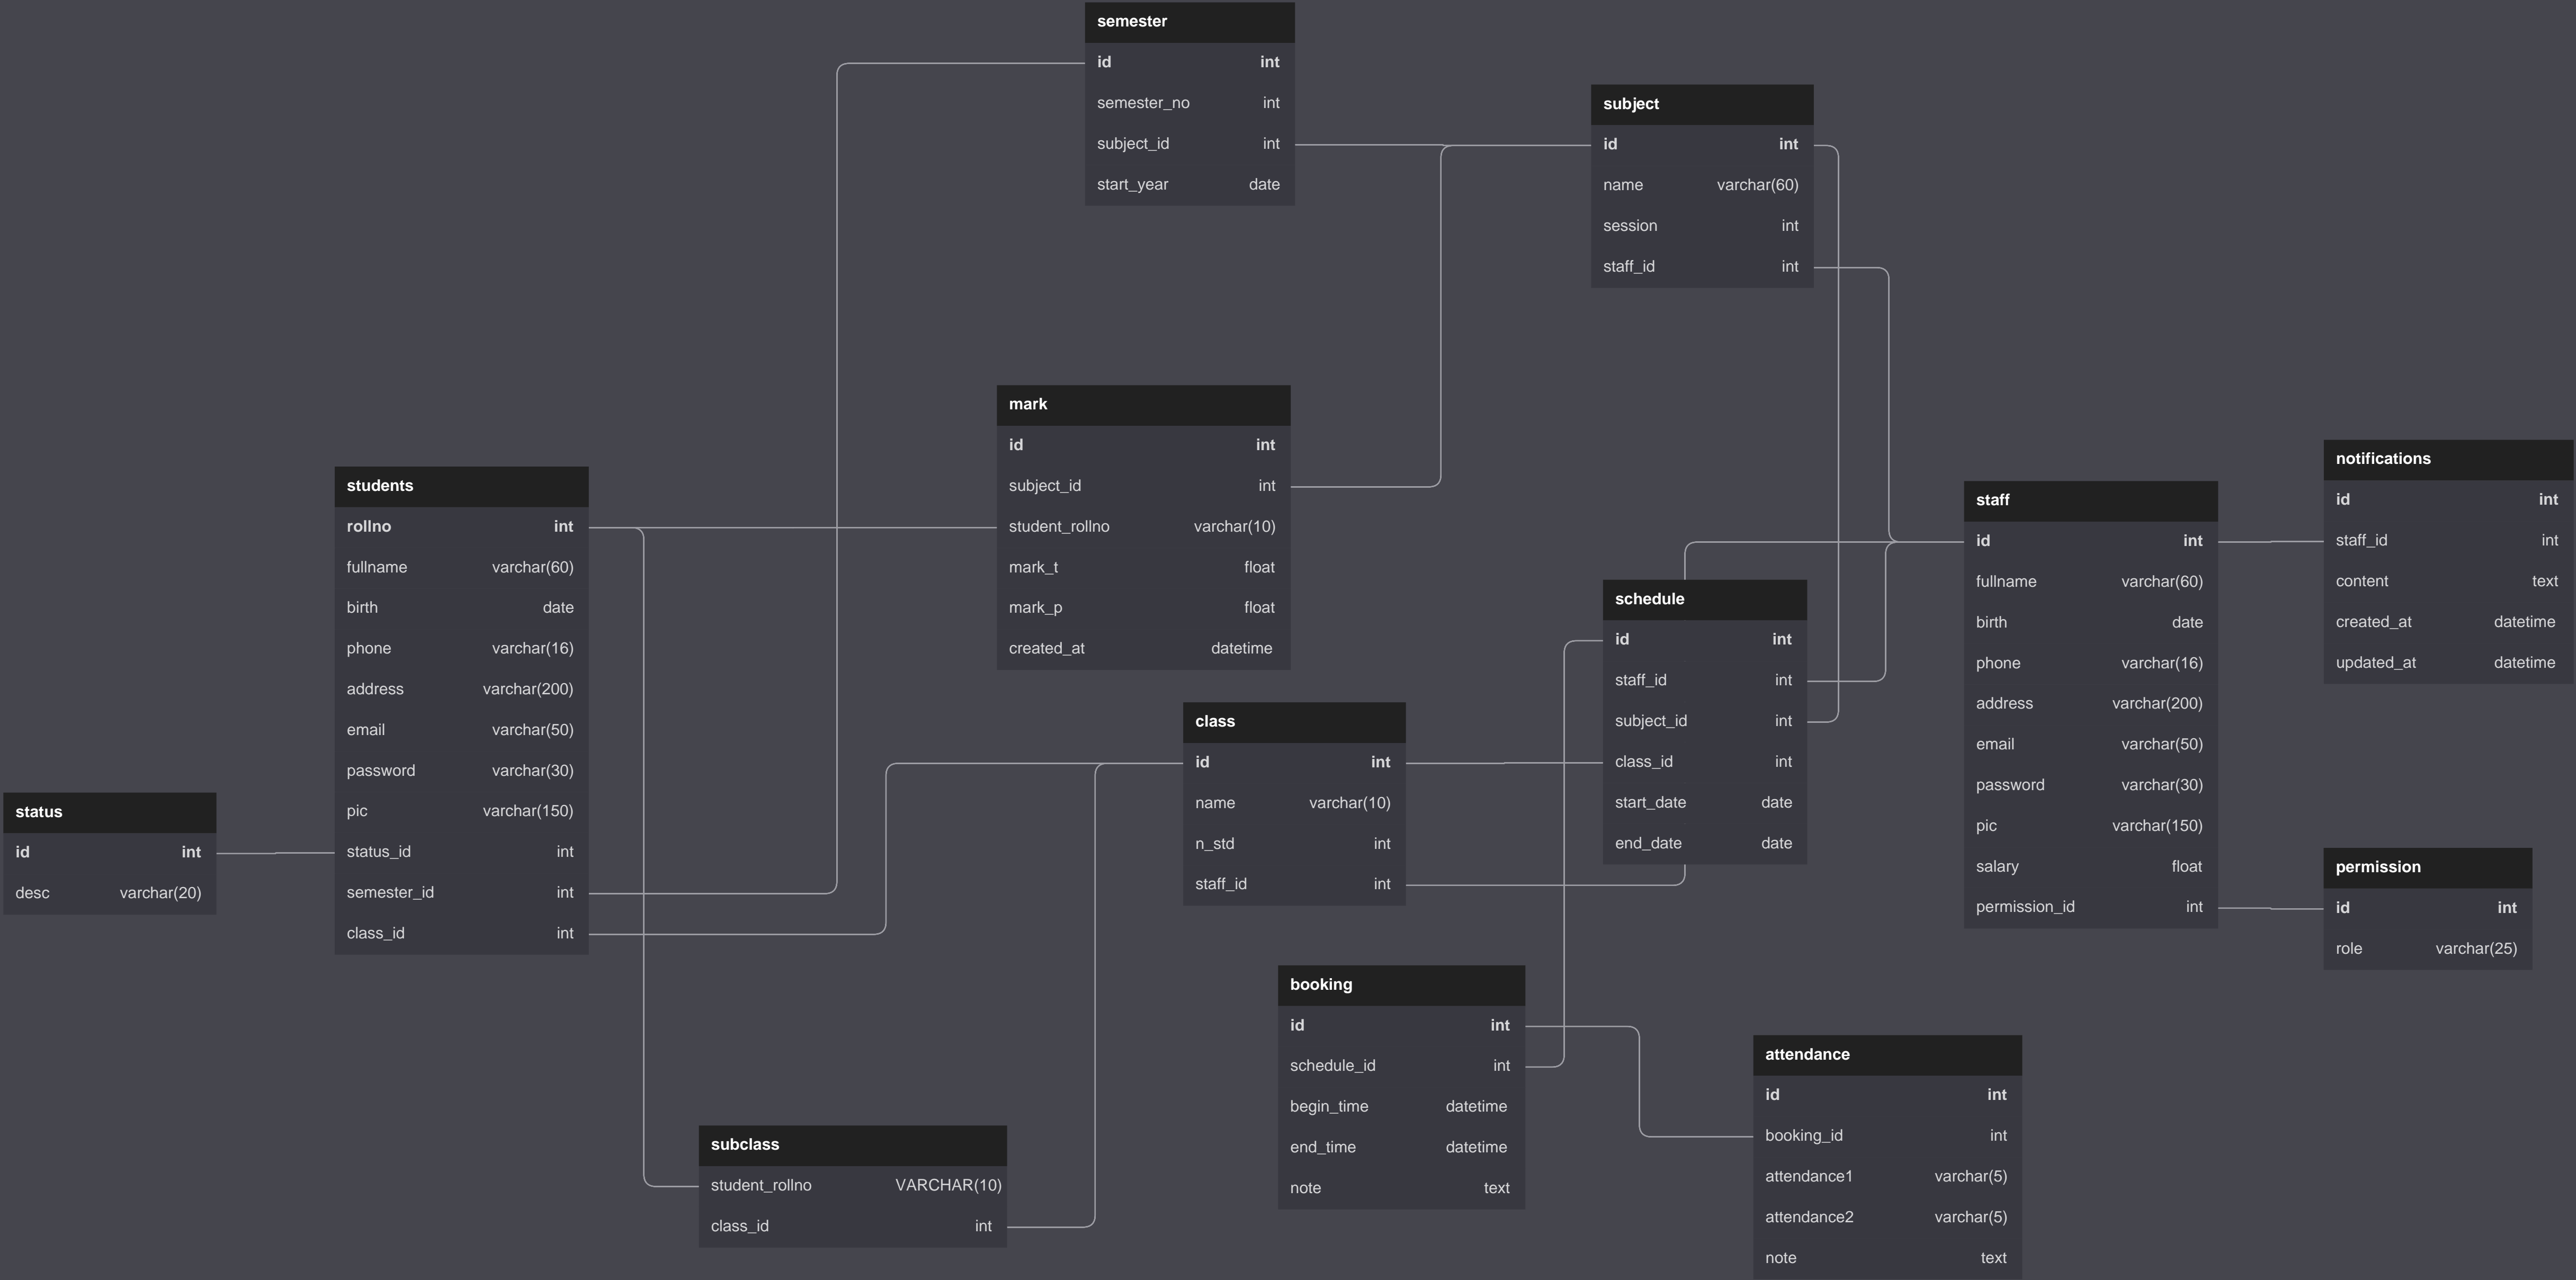 semester
id int
semester_no int
subject_id int
start_year date
subject
id int
name varchar(60)
session int
staff_id int
mark
id int
subject_id int
student_rollno varchar(10)
mark_t float
mark_p float
created_at datetime
students
rollno int
fullname varchar(60)
birth date
phone varchar(16)
address varchar(200)
email varchar(50)
password varchar(30)
pic varchar(150)
status_id int
semester_id int
class_id int
notifications
id int
staff_id int
content text
created_at datetime
updated_at datetime
staff
id int
fullname varchar(60)
birth date
phone varchar(16)
address varchar(200)
email varchar(50)
password varchar(30)
pic varchar(150)
salary float
permission_id int
schedule
id int
staff_id int
subject_id int
class_id int
start_date date
end_date date
class
id int
name varchar(10)
n_std int
staff_id int
status
id int
desc varchar(20)
permission
id int
role varchar(25)
booking
id int
schedule_id int
begin_time datetime
end_time datetime
note text
attendance
id int
booking_id int
attendance1 varchar(5)
attendance2 varchar(5)
note text
subclass
student_rollno VARCHAR(10)
class_id int